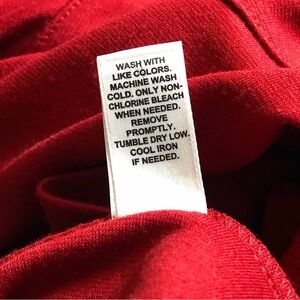 WASH WITH
LIKE COLORS.
MACHINE WASH
COLD. ONLY NON-
CHLORINE BLEACH
WHEN NEEDED.
REMOVE
PROMPTLY.
TUMBLE DRY LOW.
COOL IRON
IF NEEDED.